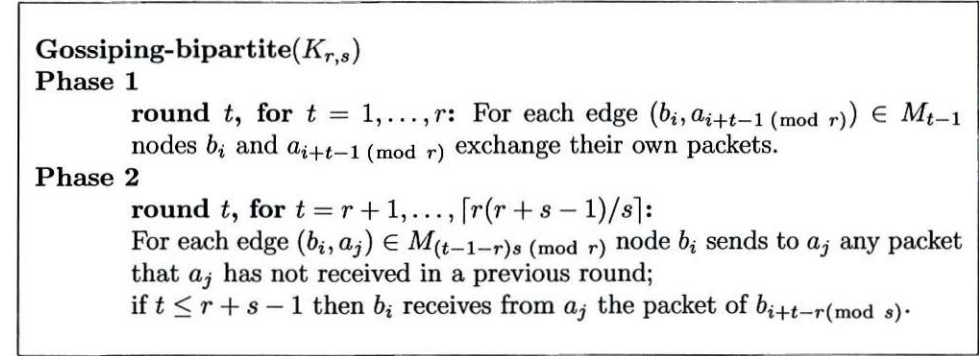 Gossiping-bipartite(K_{r,s})
Phase 1
round t, for t = 1,...,r: For each edge (b_i, a_{i+t-1 (mod r)}) ∈ M_{t-1}
nodes b_i and a_{i+t-1 (mod r)} exchange their own packets.
Phase 2
round t, for t = r + 1,..., ⌈r(r + s − 1)/s⌉:
For each edge (b_i, a_j) ∈ M_{(t-1-r)s (mod r)} node b_i sends to a_j any packet
that a_j has not received in a previous round;
if t ≤ r + s − 1 then b_i receives from a_j the packet of b_{i+t-r(mod s)}.